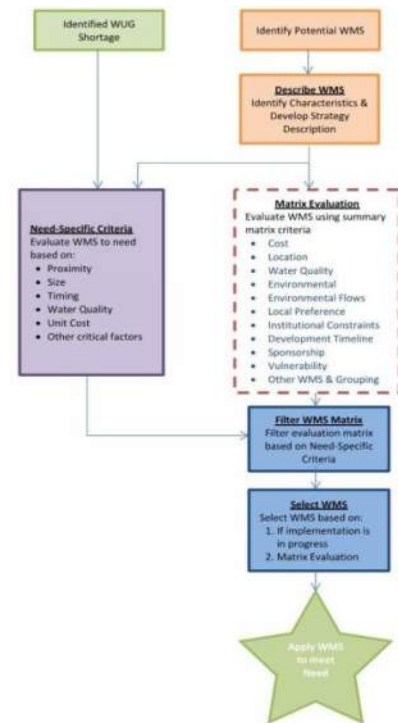 Identified WUG
Shortage
Identify Potential WMS
Describe WMS
Identify Characteristics &
Develop Strategy
Description
Need-Specific Criteria
Evaluate WMS to need
based on:
• Proximity
• Size
• Timing
• Water Quality
• Unit Cost
• Other critical factors
Matrix Evaluation
Evaluate WMS using summary
matrix criteria
• Cost
• Location
• Water Quality
• Environmental
• Environmental Flows
• Local Preference
• Institutional Constraints
• Development Timeline
• Sponsorship
• Vulnerability
• Other WMS & Grouping
Filter WMS Matrix
Filter evaluation matrix
based on Need-Specific
Criteria
Select WMS
Select WMS based on:
1. If implementation is
in progress
2. Matrix Evaluation
Apply WMS
to meet
Need